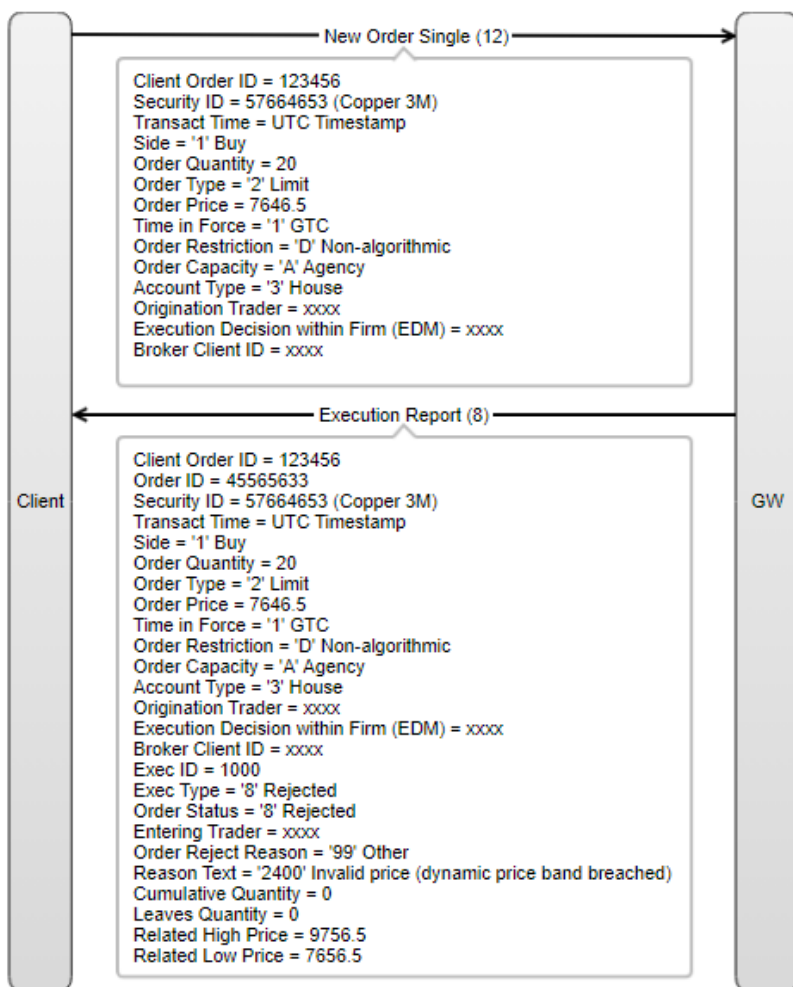 New Order Single (12)
Client Order ID = 123456
Security ID = 57664653 (Copper 3M)
Transact Time = UTC Timestamp
Side = '1' Buy
Order Quantity = 20
Order Type = '2' Limit
Order Price = 7646.5
Time in Force = '1' GTC
Order Restriction = 'D' Non-algorithmic
Order Capacity = 'A' Agency
Account Type = '3' House
Origination Trader = xxxx
Execution Decision within Firm (EDM) = xxxx
Broker Client ID = xxxx
Execution Report (8)
Client Order ID = 123456
Order ID = 45565633
Security ID = 57664653 (Copper 3M)
Transact Time = UTC Timestamp
Side = '1' Buy
Order Quantity = 20
Order Type = '2' Limit
Order Price = 7646.5
Time in Force = '1' GTC
Order Restriction = 'D' Non-algorithmic
Order Capacity = 'A' Agency
Account Type = '3' House
Origination Trader = xxxx
Execution Decision within Firm (EDM) = xxxx
Broker Client ID = xxxx
Exec ID = 1000
Exec Type = '8' Rejected
Order Status = '8' Rejected
Entering Trader = xxxx
Order Reject Reason = '99' Other
Reason Text = '2400' Invalid price (dynamic price band breached)
Cumulative Quantity = 0
Leaves Quantity = 0
Related High Price = 9756.5
Related Low Price = 7656.5
Client
GW